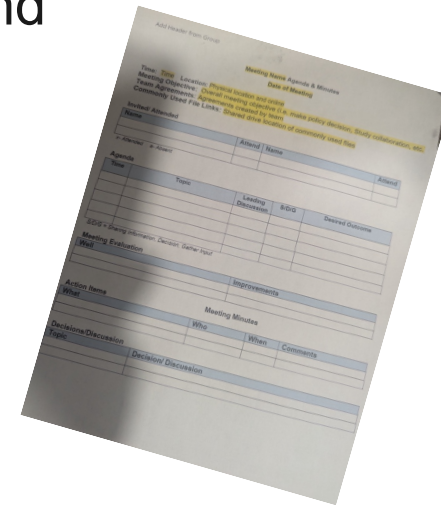 nd
Add Header from Group
Meeting Name Agenda & Minutes
Date of Meeting
Time: Time Location: Physical location and online
Meeting Objective: Overall meeting objective (i.e. make policy decision, Study collaboration, etc.
Team Agreements: Agreements created by team
Commonly Used File Links: Shared drive location of commonly used files
Invited/ Attended
Name Attend Name Attend
+- Attended
Agenda
Time Topic Leading Discussion S/D/G Desired Outcome
S/D/G = Sharing Information, Decision, Gather Input
Meeting Evaluation
Well Improvements
Meeting Minutes
Action Items
What Who When Comments
Decisions/Discussion
Topic Decision/ Discussion